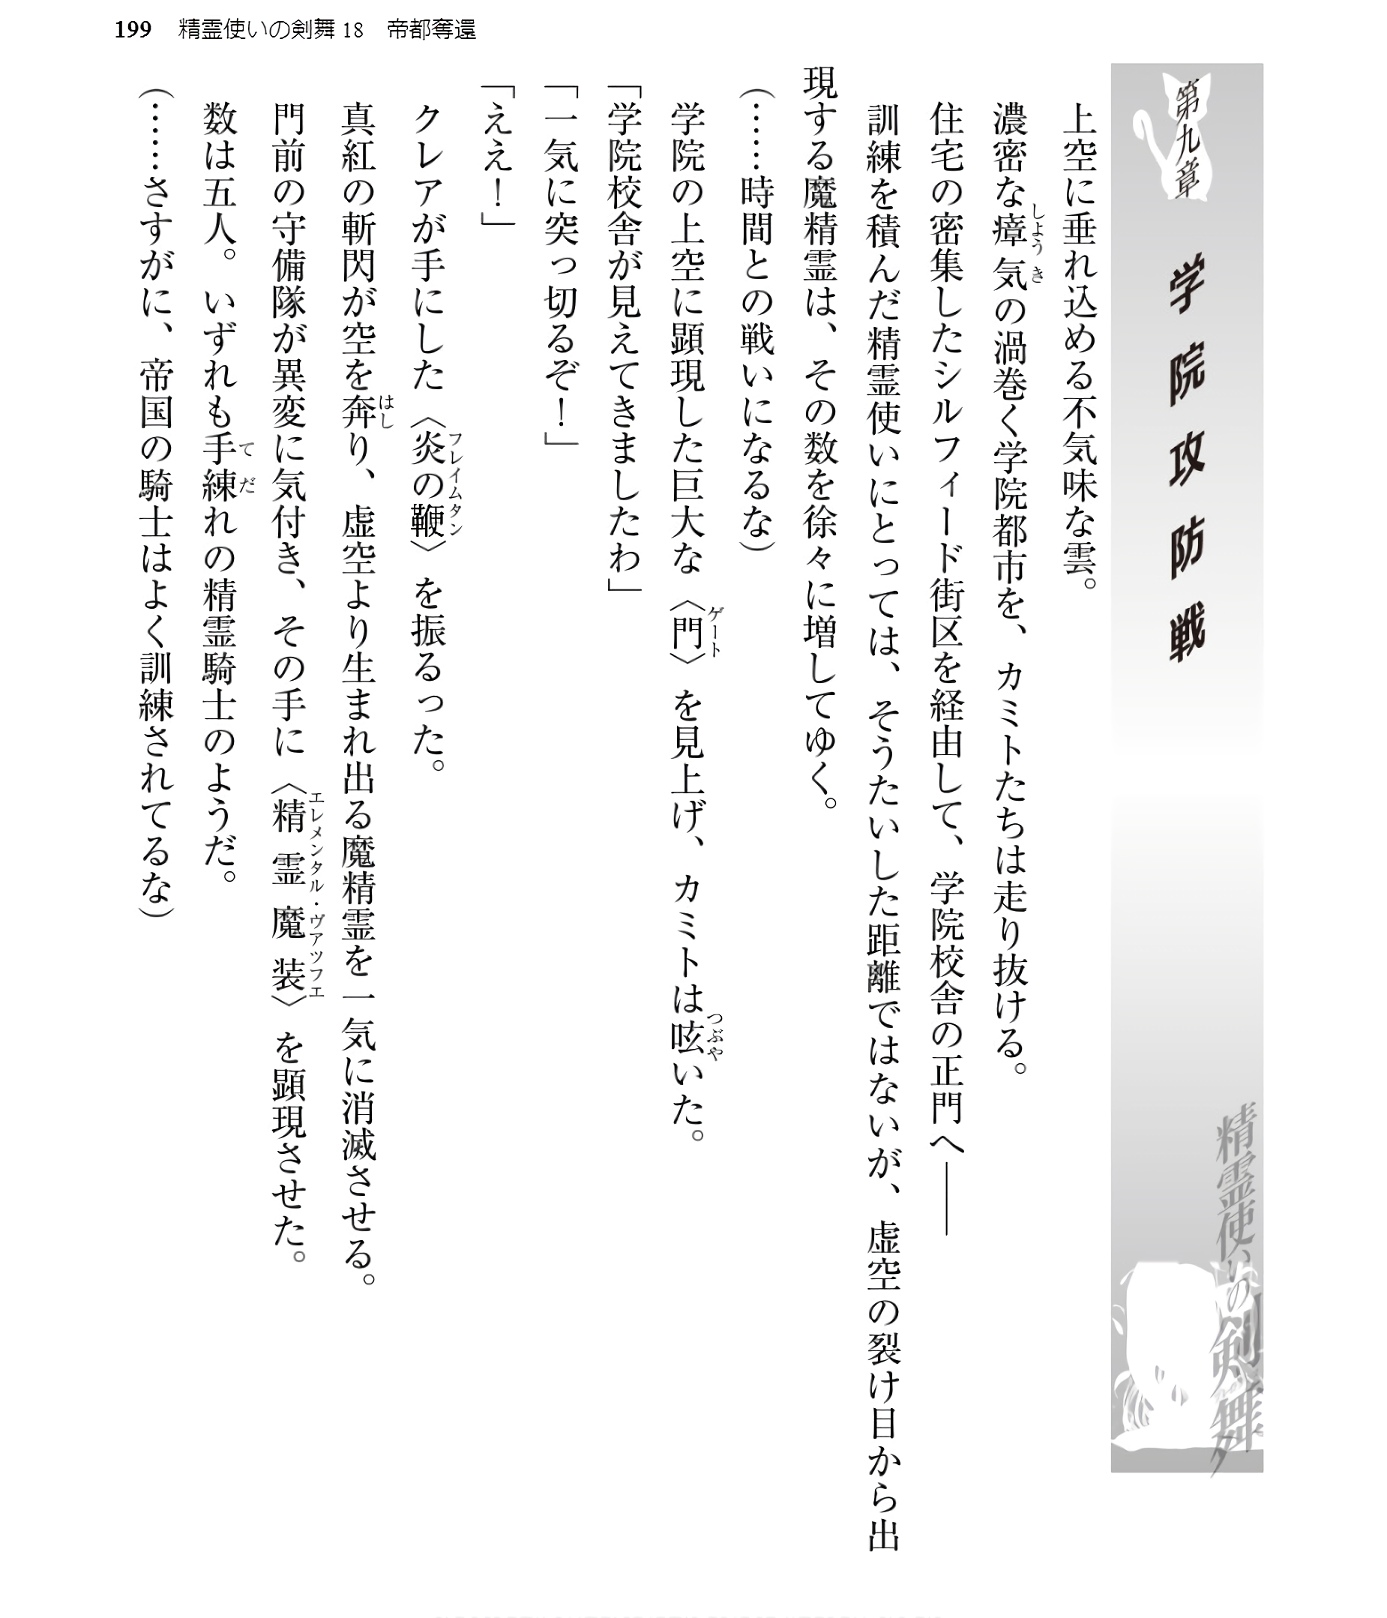 199 精霊使いの剣舞18 帝都奪還
第九章
学院攻防戦
精霊使いの剣舞
上空に垂れ込める不気味な雲。
濃密な瘴気の渦巻く学院都市を、カミトたちは走り抜ける。
住宅の密集したシルフィード街区を経由して、学院校舎の正門へ――
訓練を積んだ精霊使いにとっては、そうたいした距離ではないが、虚空の裂け目から出
現する魔精霊は、その数を徐々に増してゆく。
（……時間との戦いになるな）
学院の上空に顕現した巨大な〈門〉を見上げ、カミトは呟いた。
「学院校舎が見えてきましたわ」
「一気に突っ切るぞ！」
「ええ！」
クレアが手にした〈炎の鞭〉を振るった。
真紅の斬閃が空を奔り、虚空より生まれ出る魔精霊を一気に消滅させる。
門前の守備隊が異変に気付き、その手に〈精霊魔装〉を顕現させた。
数は五人。いずれも手練れの精霊騎士のようだ。
（……さすがに、帝国の騎士はよく訓練されてるな）
しょうき
ゲート
つぶや
フレイムタン
はし
エレメンタル・ヴァッフェ
てだ